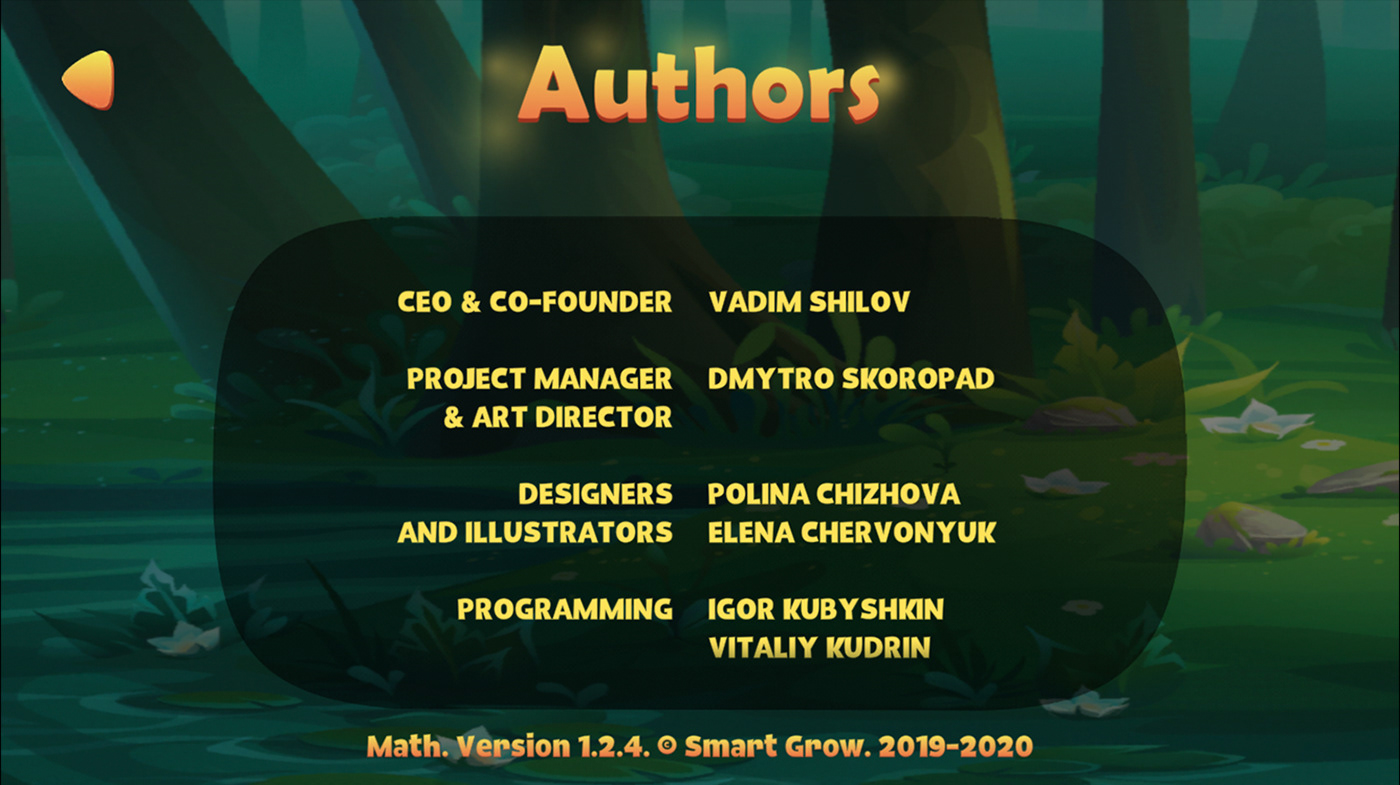 Authors
CEO & CO-FOUNDER VADIM SHILOV
PROJECT MANAGER DMYTRO SKOROPAD
& ART DIRECTOR
DESIGNERS POLINA CHIZHOVA
AND ILLUSTRATORS ELENA CHERVONYUK
PROGRAMMING IGOR KUBYSHKIN
VITALIY KUDRIN
Math. Version 1.2.4. © Smart Grow. 2019-2020